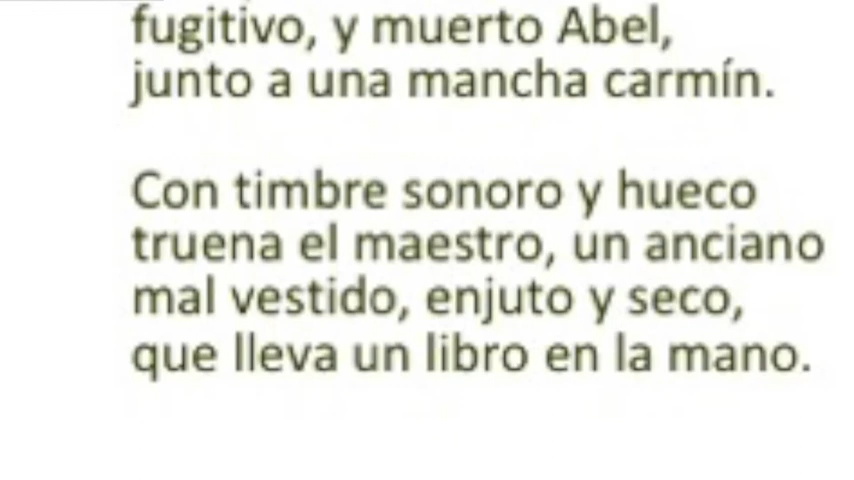 fugitivo, y muerto Abel,
junto a una mancha carmín.
Con timbre sonoro y hueco
truena el maestro, un anciano
mal vestido, enjuto y seco,
que lleva un libro en la mano.